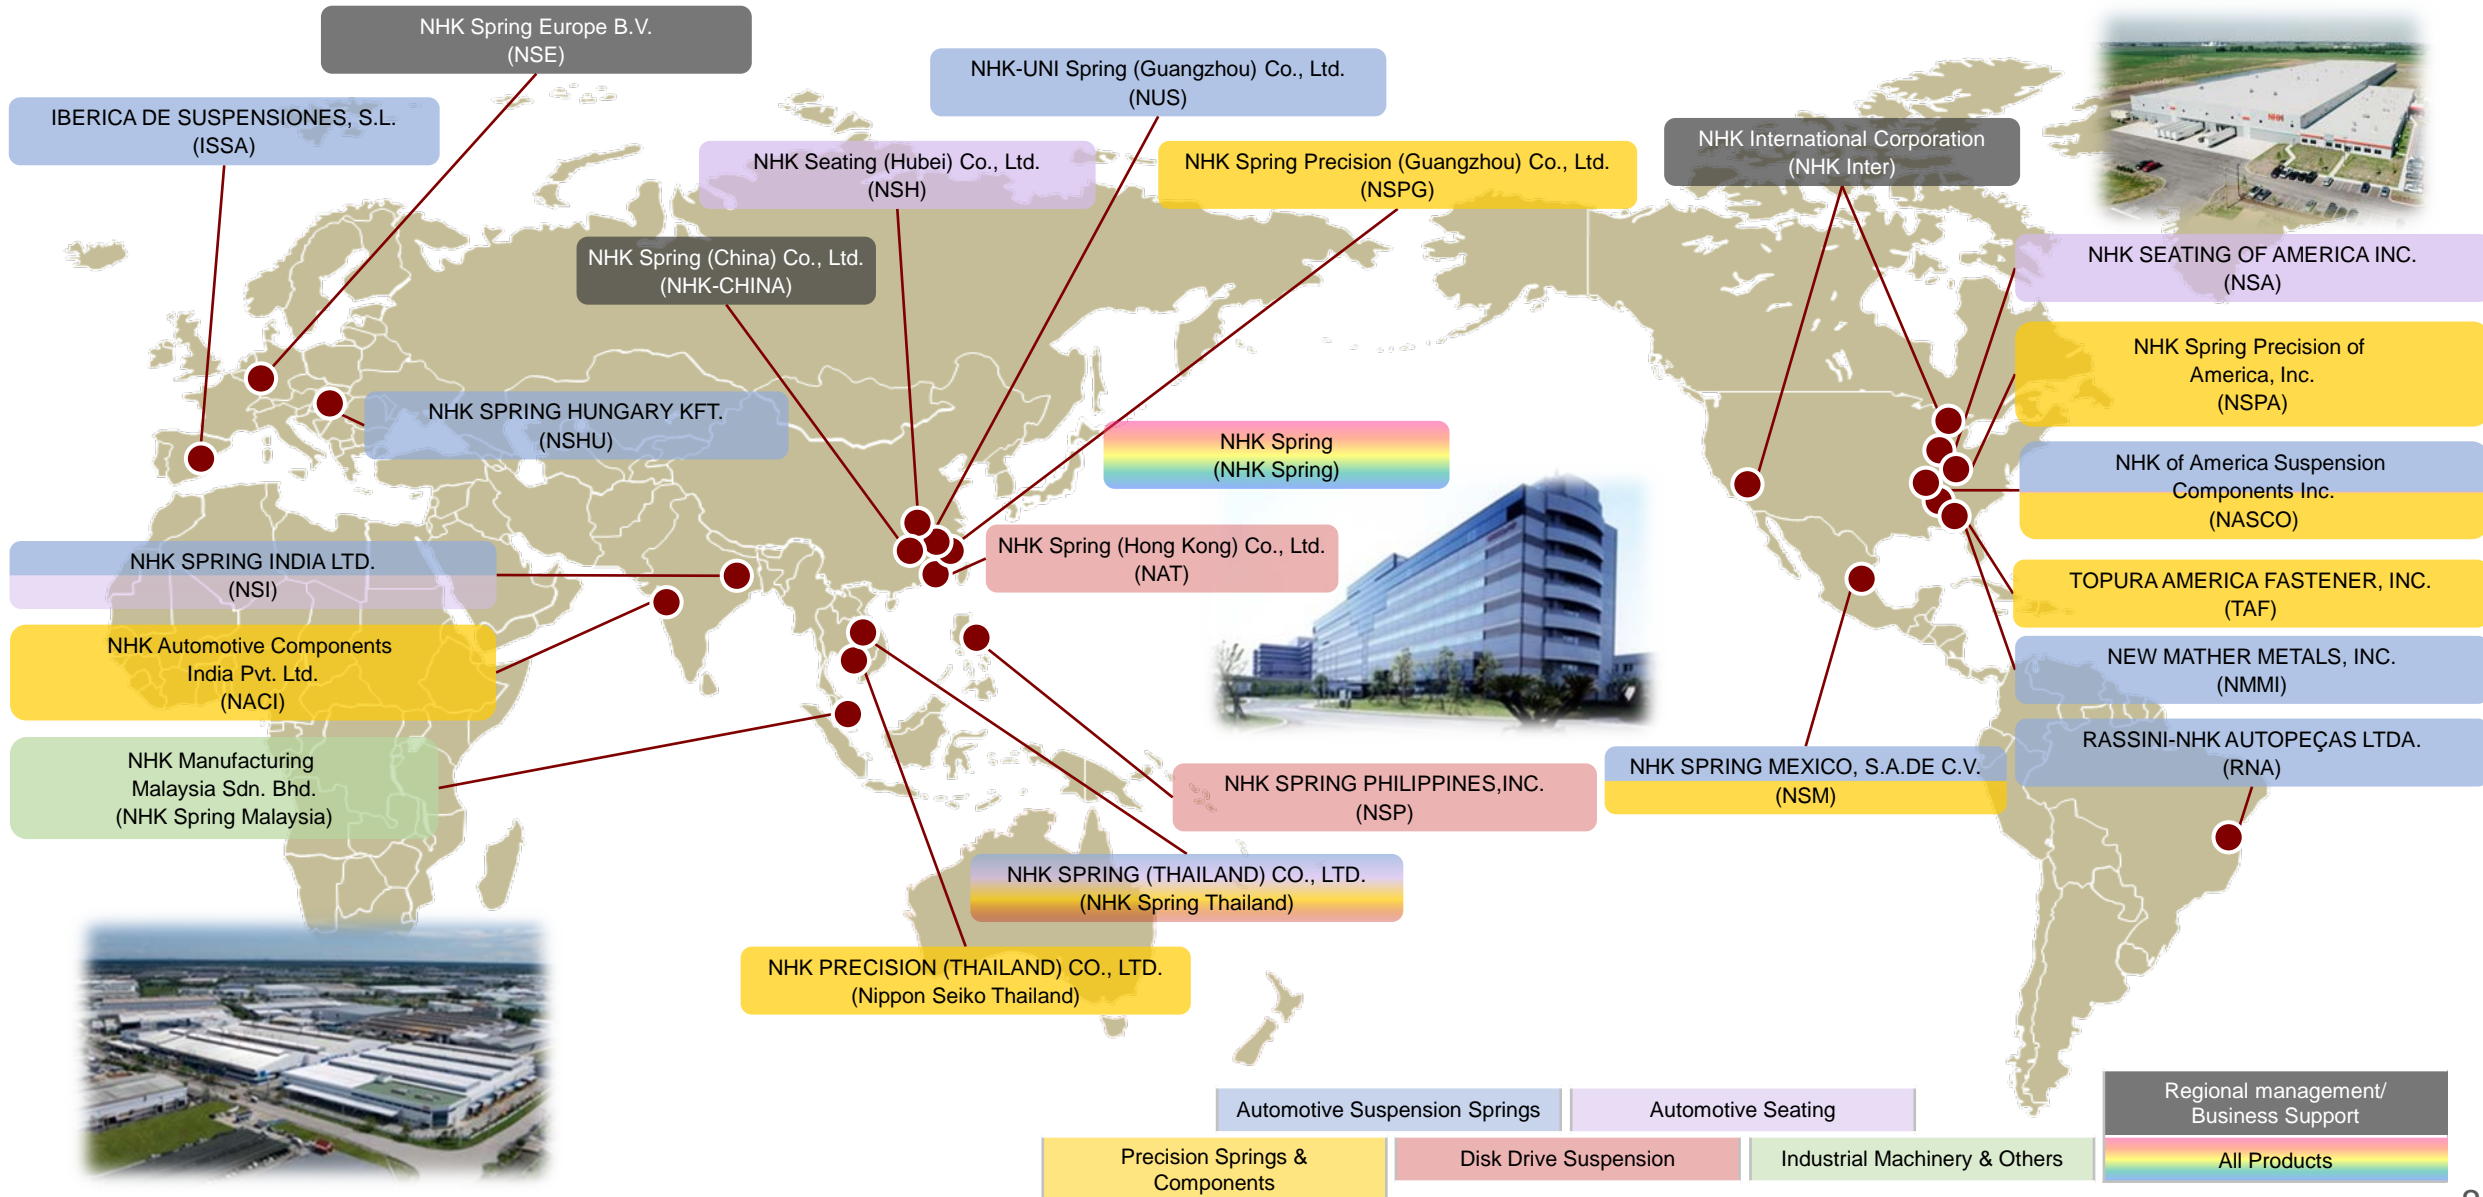 NHK Spring Europe B.V.
(NSE)
NHK-UNI Spring (Guangzhou) Co., Ltd.
(NUS)
IBERICA DE SUSPENSIONES, S.L.
(ISSA)
NHK Seating (Hubei) Co., Ltd.
(NSH)
NHK Spring Precision (Guangzhou) Co., Ltd.
(NSPG)
NHK International Corporation
(NHK Inter)
NHK
NHK Spring (China) Co., Ltd.
(NHK-CHINA)
NHK SEATING OF AMERICA INC.
(NSA)
NHK Spring Precision of
America, Inc.
(NSPA)
NHK SPRING HUNGARY KFT.
(NSHU)
NHK Spring
(NHK Spring)
NHK of America Suspension
Components Inc.
(NASCO)
NHK Spring (Hong Kong) Co., Ltd.
(NAT)
NHK SPRING INDIA LTD.
(NSI)
TOPURA AMERICA FASTENER, INC.
(TAF)
NHK Automotive Components
India Pvt. Ltd.
(NACI)
NEW MATHER METALS, INC.
(NMMI)
NHK Manufacturing
Malaysia Sdn. Bhd.
(NHK Spring Malaysia)
NHK SPRING PHILIPPINES,INC.
(NSP)
NHK SPRING MEXICO, S.A.DE C.V.
(NSM)
RASSINI-NHK AUTOPEÇAS LTDA.
(RNA)
NHK SPRING (THAILAND) CO., LTD.
(NHK Spring Thailand)
NHK PRECISION (THAILAND) CO., LTD.
(Nippon Seiko Thailand)
Automotive Suspension Springs
Automotive Seating
Regional management/
Business Support
Precision Springs &
Components
Disk Drive Suspension
Industrial Machinery & Others
All Products